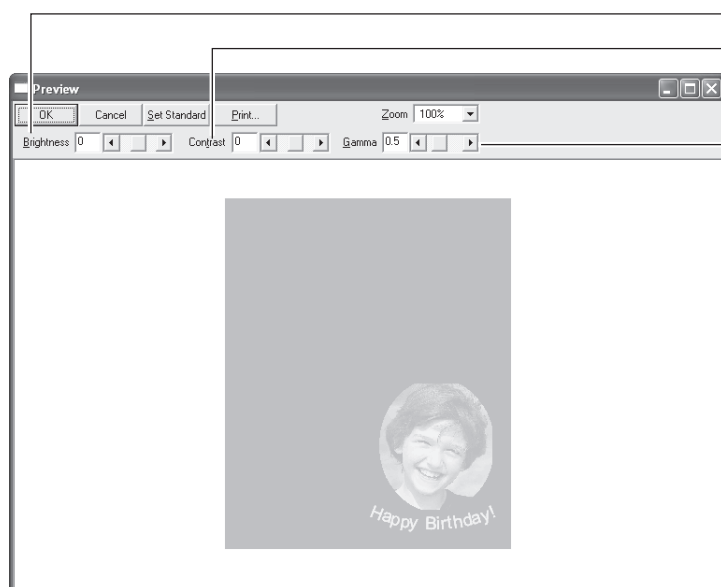 Preview
OK Cancel Set Standard Print... Zoom 100%
Brightness 0 Contrast 0 Gamma 0.5
Happy Birthday!